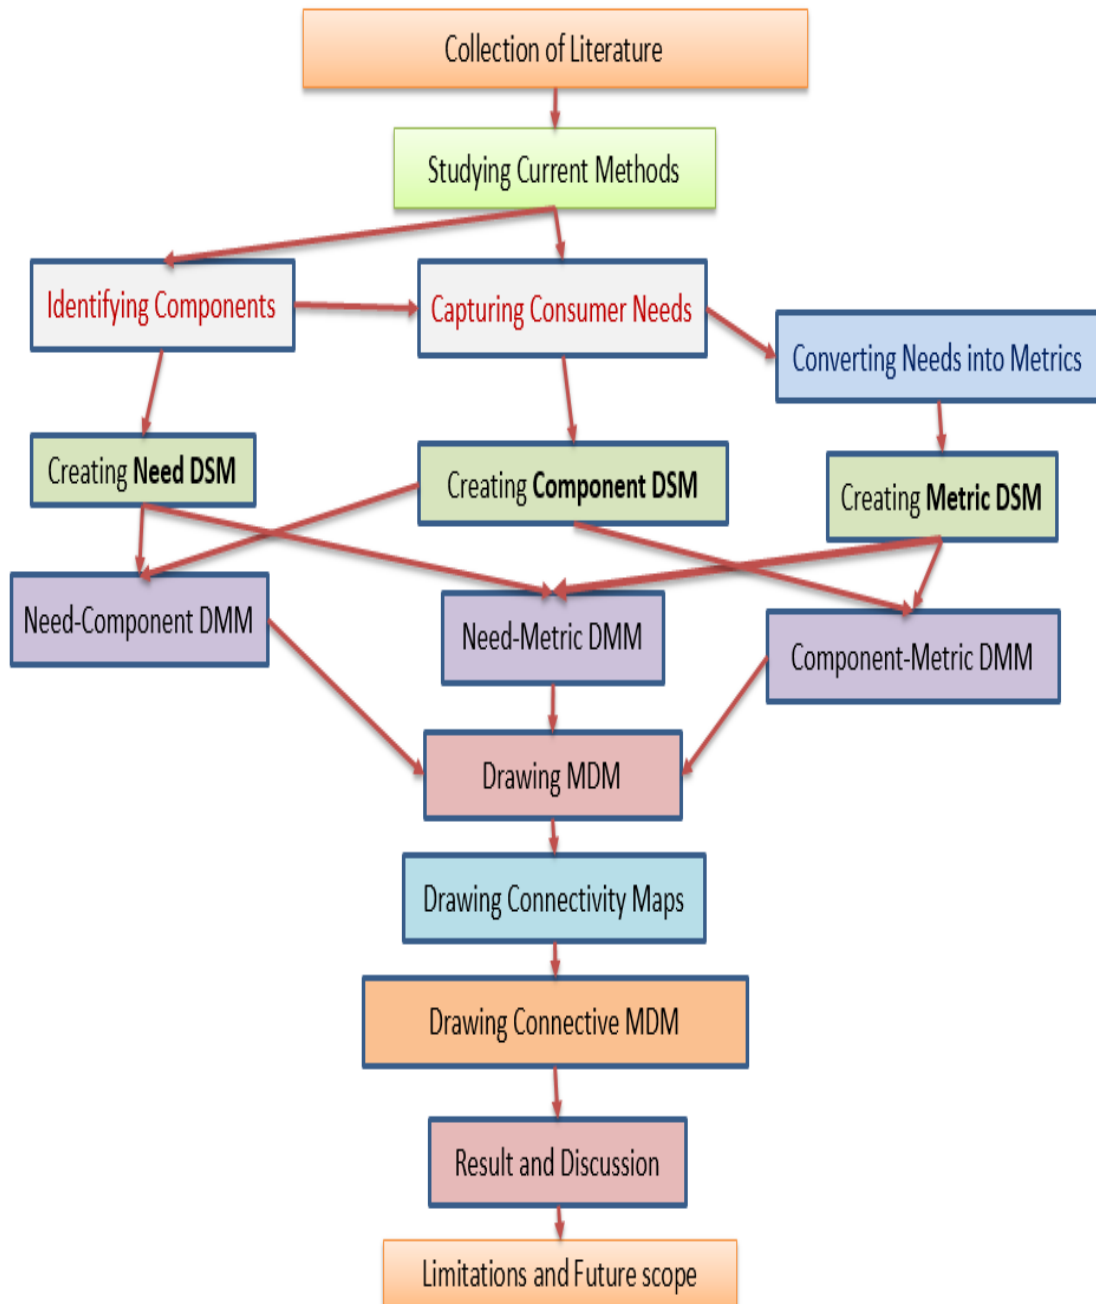 Collection of Literature
Studying Current Methods
Identifying Components
Capturing Consumer Needs
Converting Needs into Metrics
Creating Need DSM
Creating Component DSM
Creating Metric DSM
Need-Component DMM
Need-Metric DMM
Component-Metric DMM
Drawing MDM
Drawing Connectivity Maps
Drawing Connective MDM
Result and Discussion
Limitations and Future scope